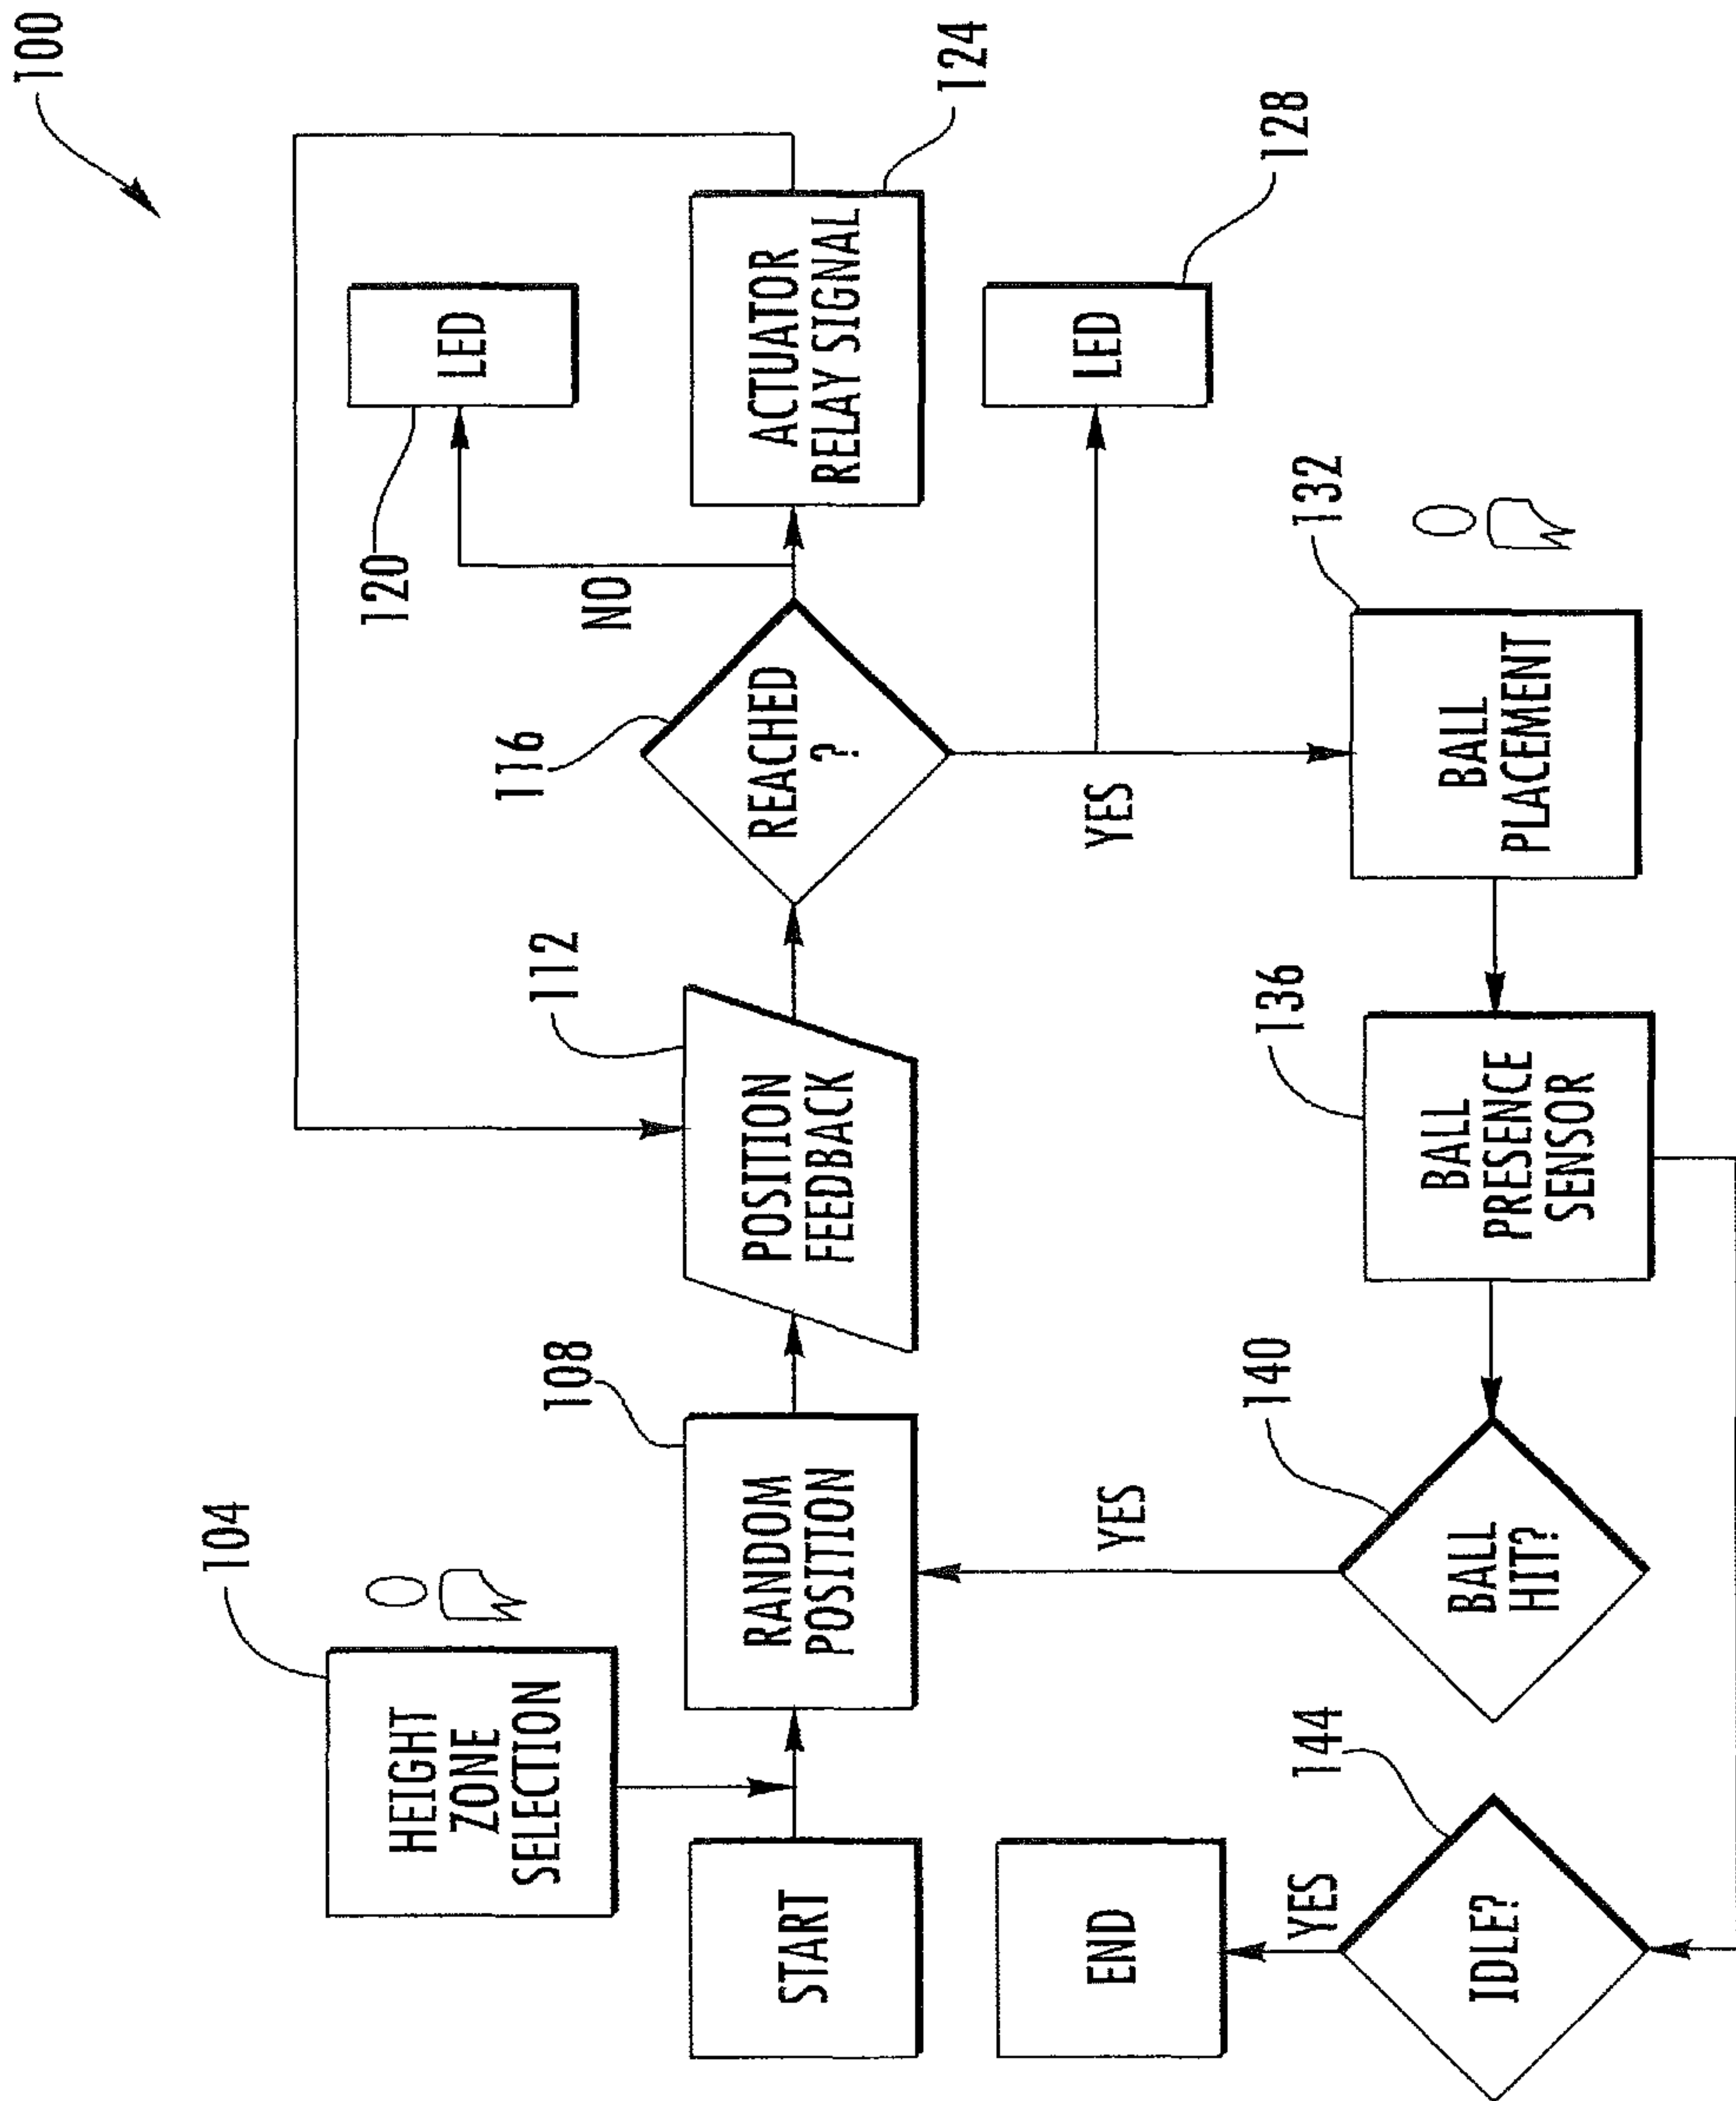 100
104
HEIGHT
ZONE
SELECTION
START
108
RANDOM
POSITION
112
POSITION
FEEDBACK
116
REACHED
?
NO
120
LED
ACTUATOR
RELAY SIGNAL
124
YES
LED
128
132
BALL
PLACEMENT
136
BALL
PRESENCE
SENSOR
140
BALL
HIT?
YES
144
IDLE?
YES
END